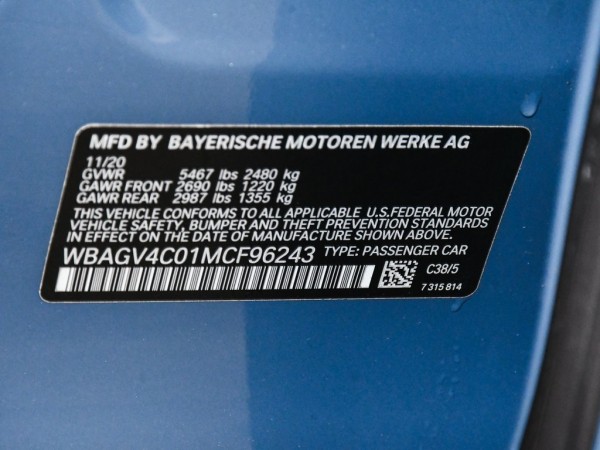 MFD BY BAYERISCHE MOTOREN WERKE AG
11/20
GVWR 5467 lbs 2480 kg
GAWR FRONT 2690 lbs 1220 kg
GAWR REAR 2987 lbs 1355 kg
THIS VEHICLE CONFORMS TO ALL APPLICABLE U.S.FEDERAL MOTOR
VEHICLE SAFETY, BUMPER AND THEFT PREVENTION STANDARDS
IN EFFECT ON THE DATE OF MANUFACTURE SHOWN ABOVE.
WBAGV4C01MCF96243 TYPE: PASSENGER CAR
C38/5
7 315 814